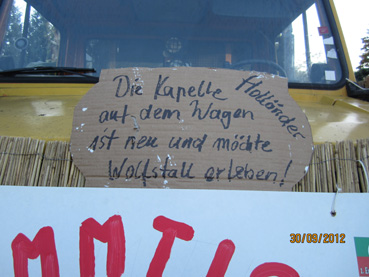 Die Kapelle
Holländer
auf dem Wagen
ist neu und möchte
Wolfstall erleben!
30/09/2012